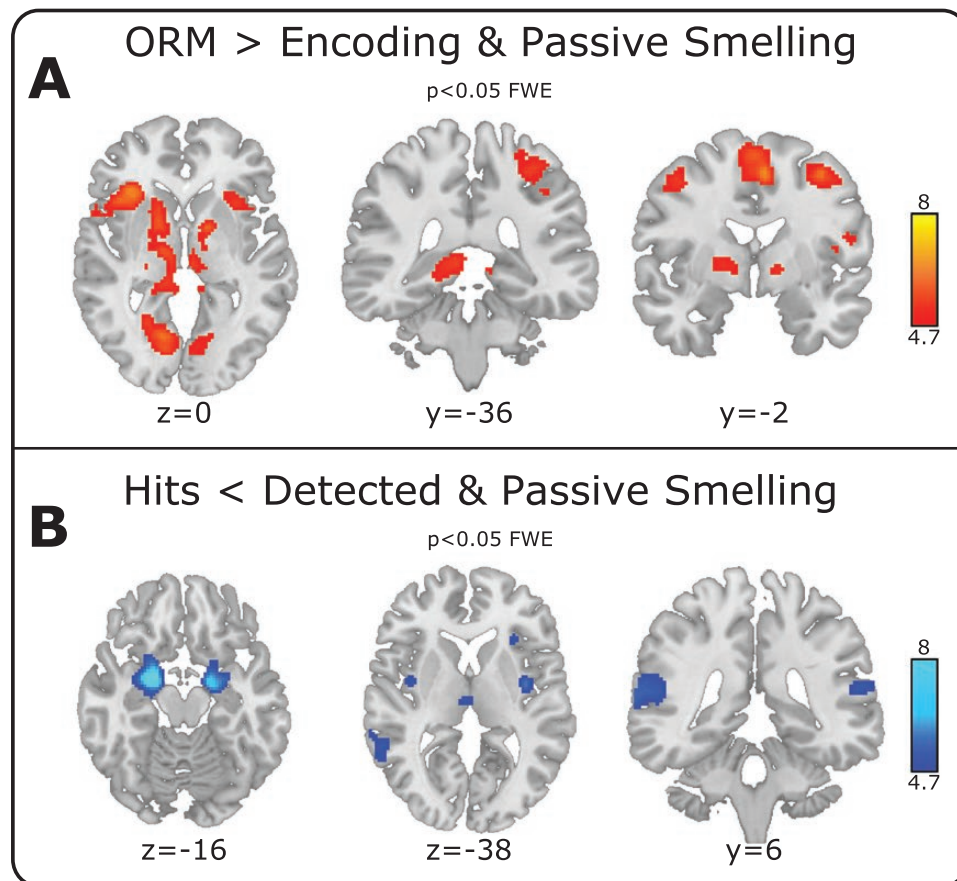 ORM > Encoding & Passive Smelling
A
p<0.05 FWE
8
4.7
z=0
y=-36
y=-2
Hits < Detected & Passive Smelling
B
p<0.05 FWE
8
4.7
z=-16
z=-38
y=6